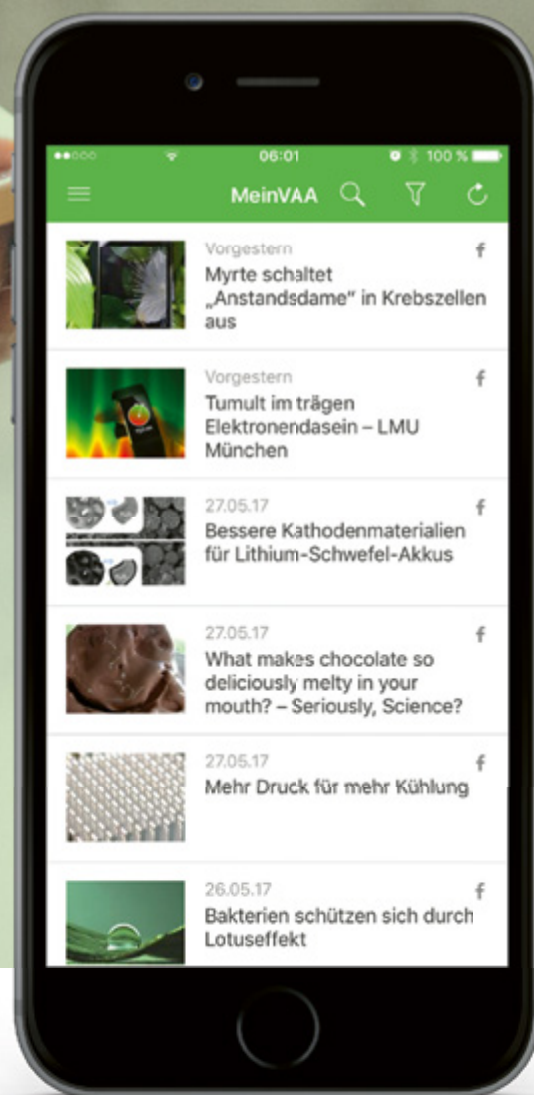 06:01
100 %
MeinVAA
Vorgestern
Myrte schaltet
„Anstandsdame“ in Krebszellen
aus
Vorgestern
Tumult im trägen
Elektronendasein – LMU
München
27.05.17
Bessere Kathodenmaterialien
für Lithium-Schwefel-Akkus
27.05.17
What makes chocolate so
deliciously melty in your
mouth? – Seriously, Science?
27.05.17
Mehr Druck für mehr Kühlung
26.05.17
Bakterien schützen sich durch
Lotuseffekt